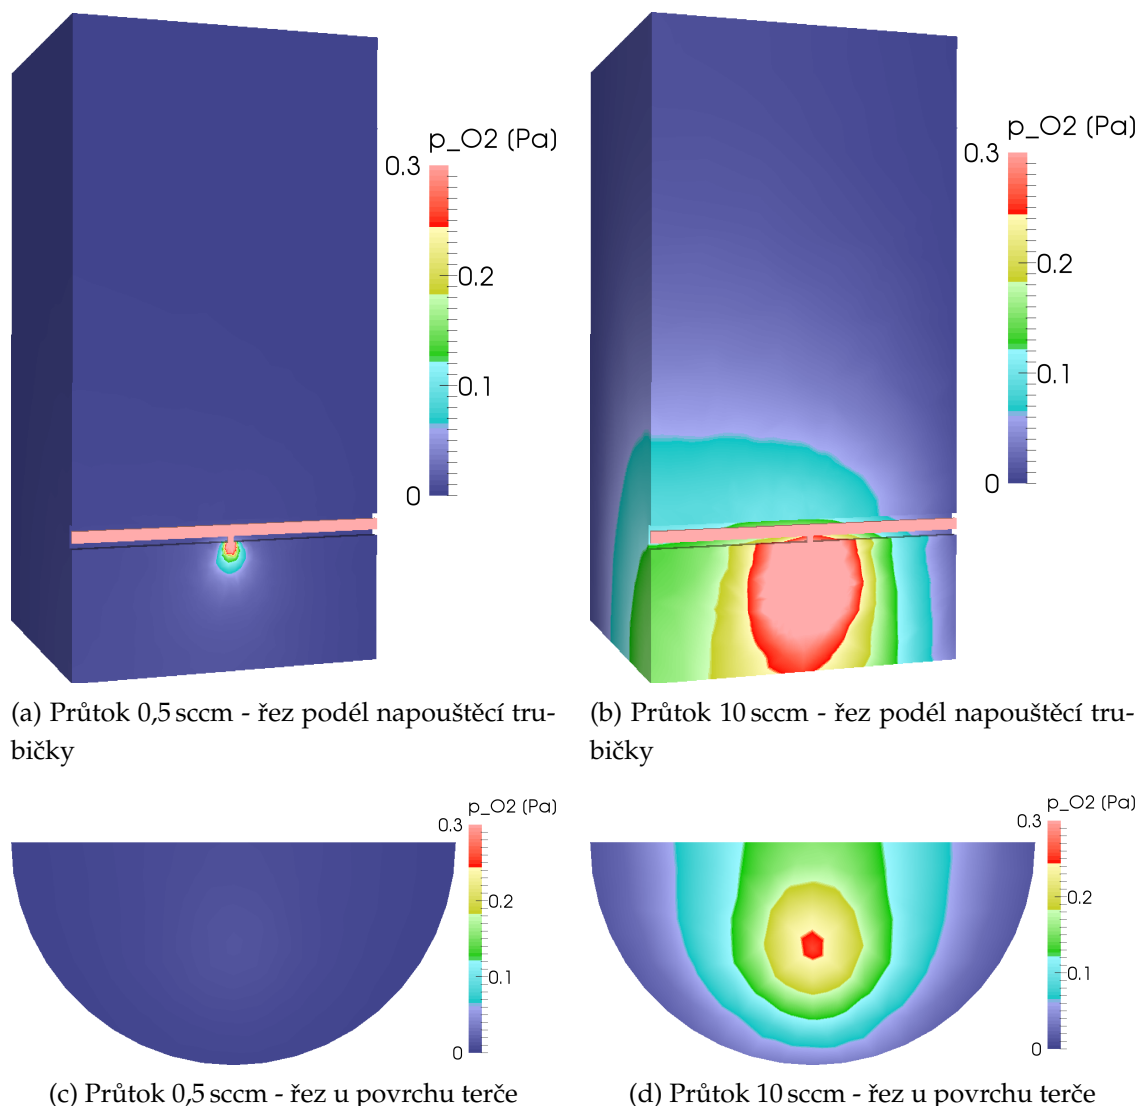 p_O2 (Pa)
0.3
0.2
0.1
0
p_O2 (Pa)
0.3
0.2
0.1
0
(a) Průtok 0,5 sccm - řez podél napouštěcí tru-
bičky
(b) Průtok 10 sccm - řez podél napouštěcí tru-
bičky
p_O2 (Pa)
0.3
0.2
0.1
0
p_O2 (Pa)
0.3
0.2
0.1
0
(c) Průtok 0,5 sccm - řez u povrchu terče
(d) Průtok 10 sccm - řez u povrchu terče